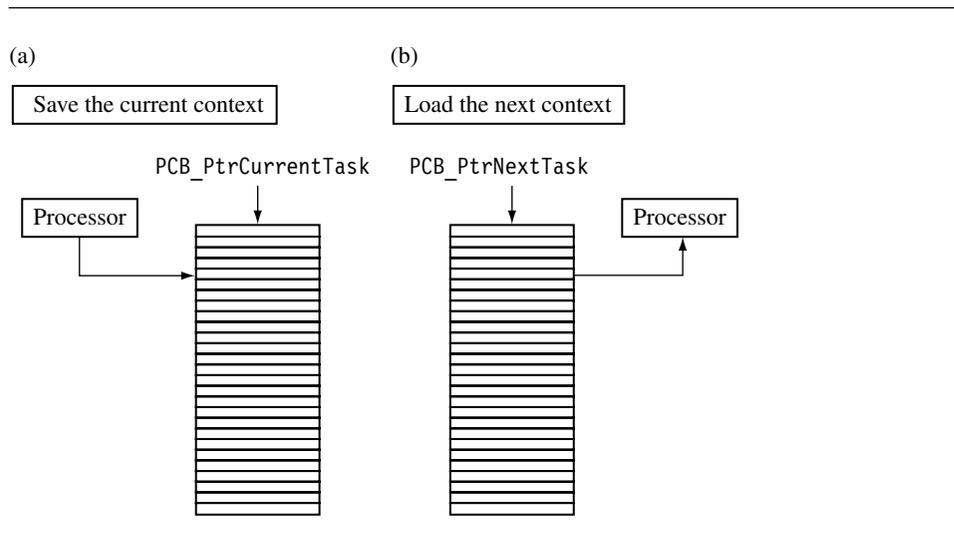 (a)
(b)
Save the current context
Load the next context
PCB_PtrCurrentTask
PCB_PtrNextTask
Processor
Processor